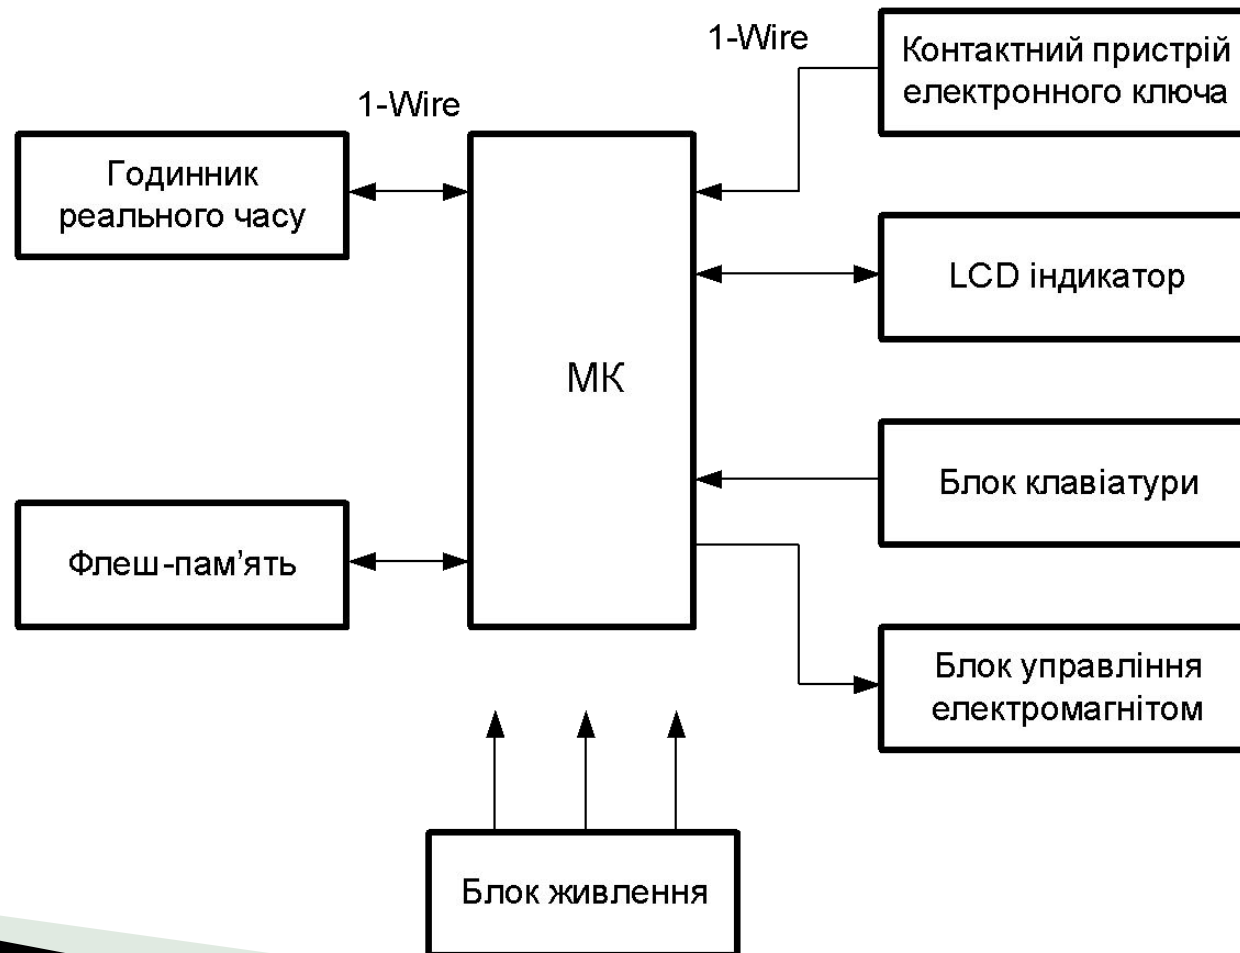 1-Wire
Контактний пристрій
електронного ключа
1-Wire
Годинник
реального часу
LCD індикатор
МК
Блок клавіатури
Флеш-пам’ять
Блок управління
електромагнітом
Блок живлення